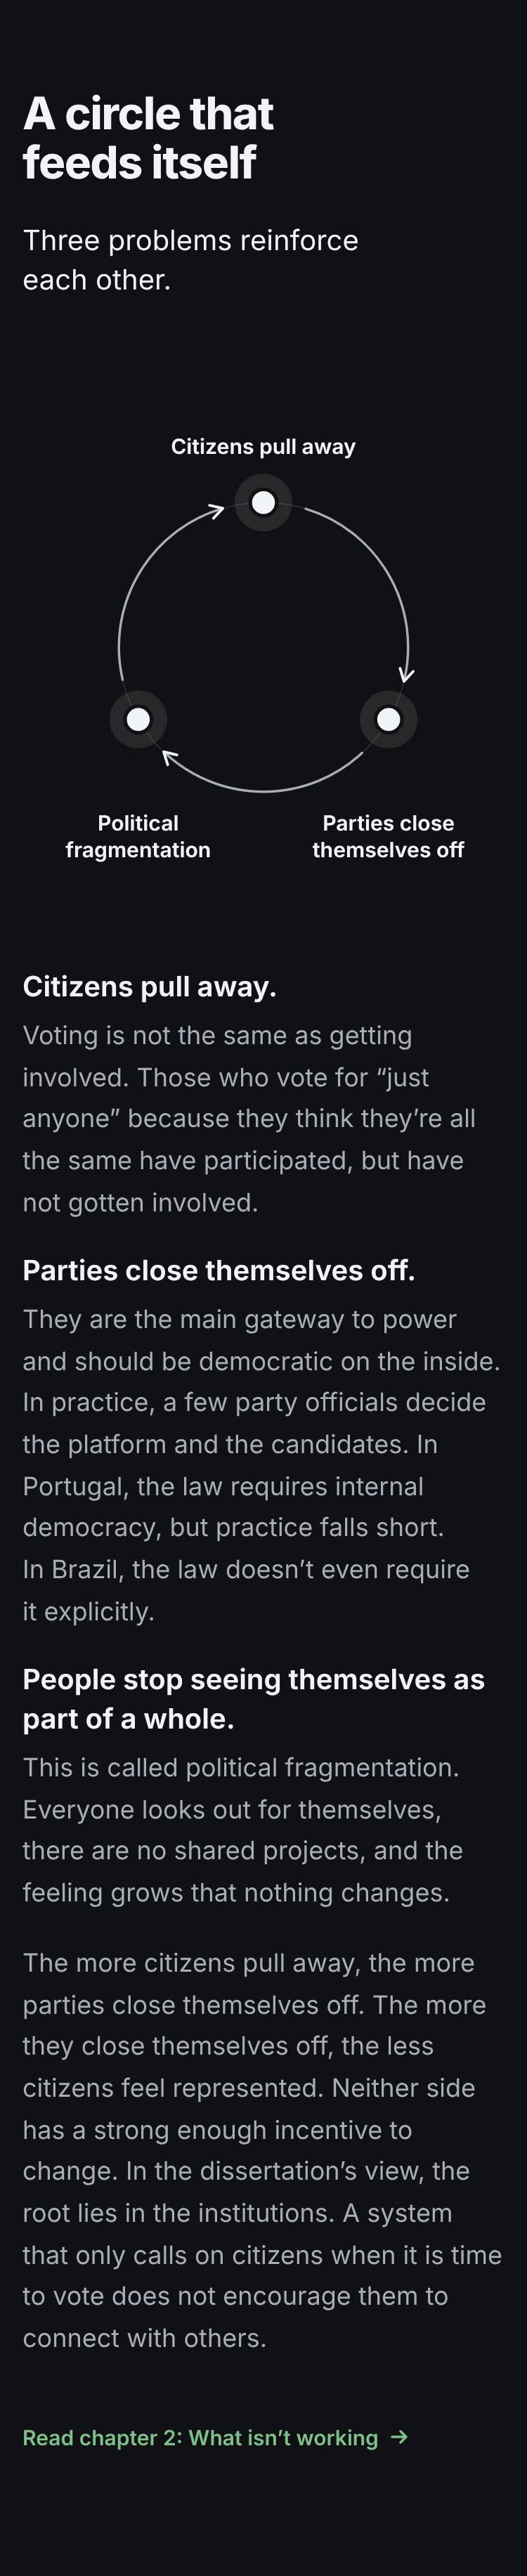 A circle that
feeds itself
Three problems reinforce
each other.
Citizens pull away
Political
fragmentation
Parties close
themselves off
Citizens pull away.
Voting is not the same as getting
involved. Those who vote for “just
anyone” because they think they’re all
the same have participated, but have
not gotten involved.
Parties close themselves off.
They are the main gateway to power
and should be democratic on the inside.
In practice, a few party officials decide
the platform and the candidates. In
Portugal, the law requires internal
democracy, but practice falls short.
In Brazil, the law doesn’t even require
it explicitly.
People stop seeing themselves as
part of a whole.
This is called political fragmentation.
Everyone looks out for themselves,
there are no shared projects, and the
feeling grows that nothing changes.
The more citizens pull away, the more
parties close themselves off. The more
they close themselves off, the less
citizens feel represented. Neither side
has a strong enough incentive to
change. In the dissertation’s view, the
root lies in the institutions. A system
that only calls on citizens when it is time
to vote does not encourage them to
connect with others.
Read chapter 2: What isn’t working →